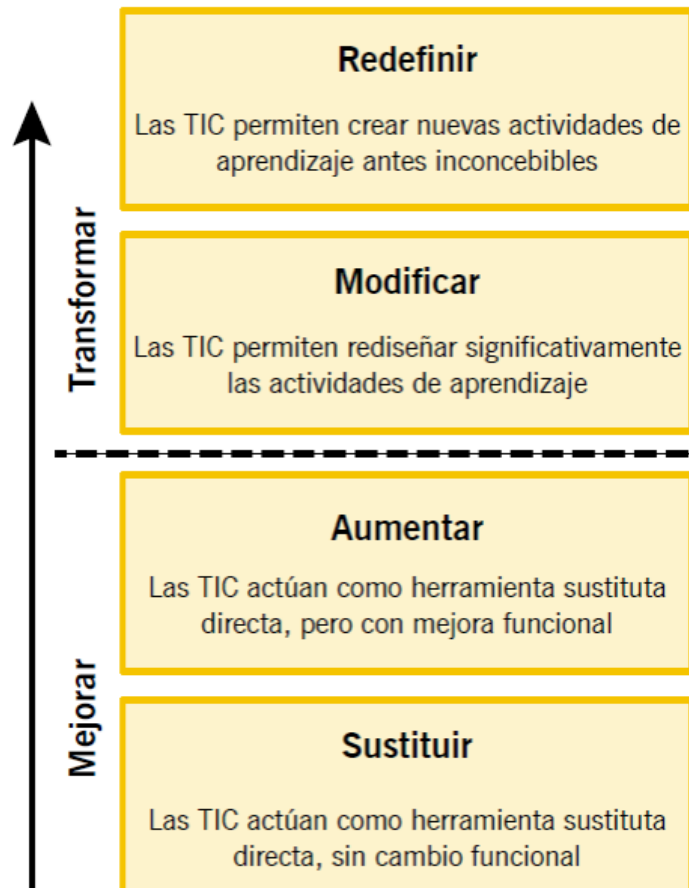 Redefinir
Las TIC permiten crear nuevas actividades de
aprendizaje antes inconcebibles
Transformar
Modificar
Las TIC permiten rediseñar significativamente
las actividades de aprendizaje
Aumentar
Las TIC actúan como herramienta sustituta
directa, pero con mejora funcional
Mejorar
Sustituir
Las TIC actúan como herramienta sustituta
directa, sin cambio funcional